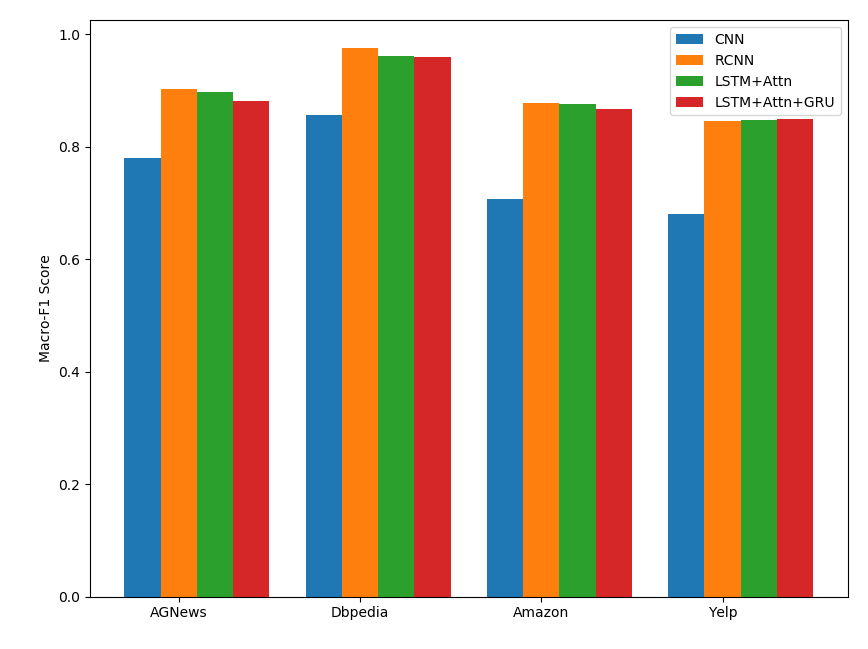 CNN
RCNN
LSTM+Attn
LSTM+Attn+GRU
1.0
0.8
0.6
0.4
0.2
0.0
Macro-F1 Score
AGNews
Dbpedia
Amazon
Yelp